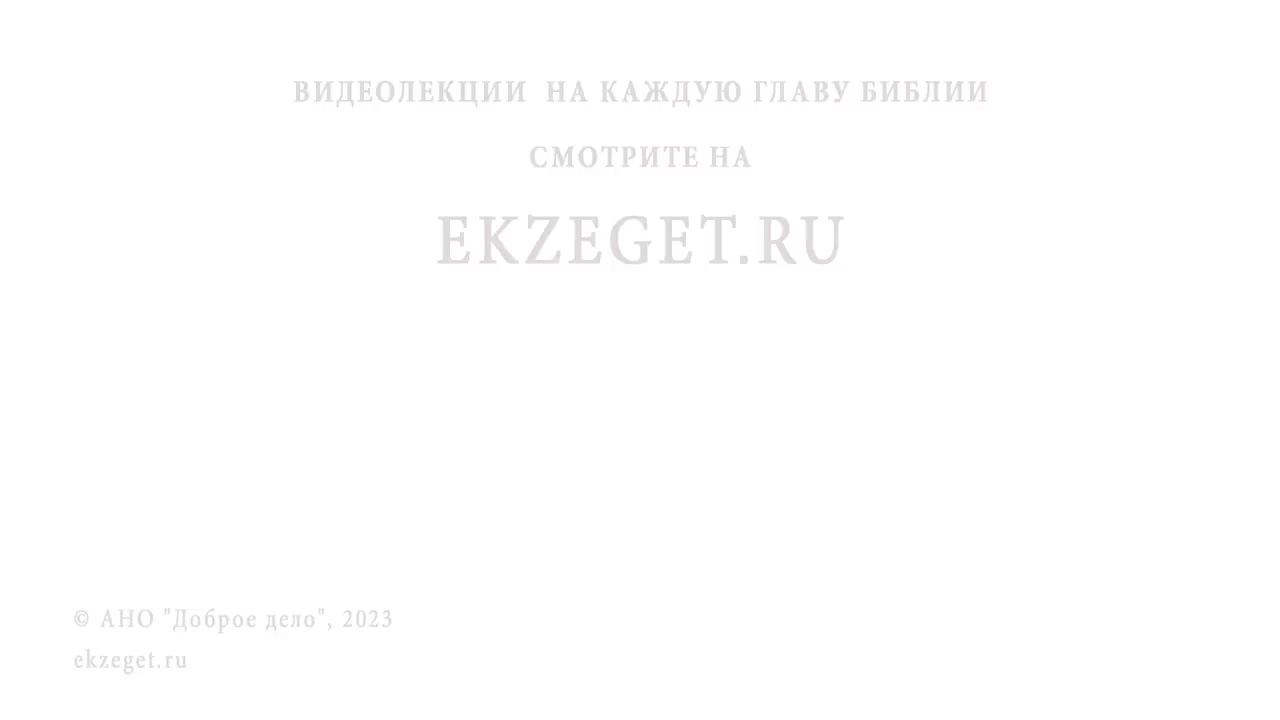 ВИДЕОЛЕКЦИИ НА КАЖДУЮ ГЛАВУ БИБЛИИ
СМОТРИТЕ НА
EKZEGET.RU
© АНО "Доброе дело", 2023
ekzeget.ru